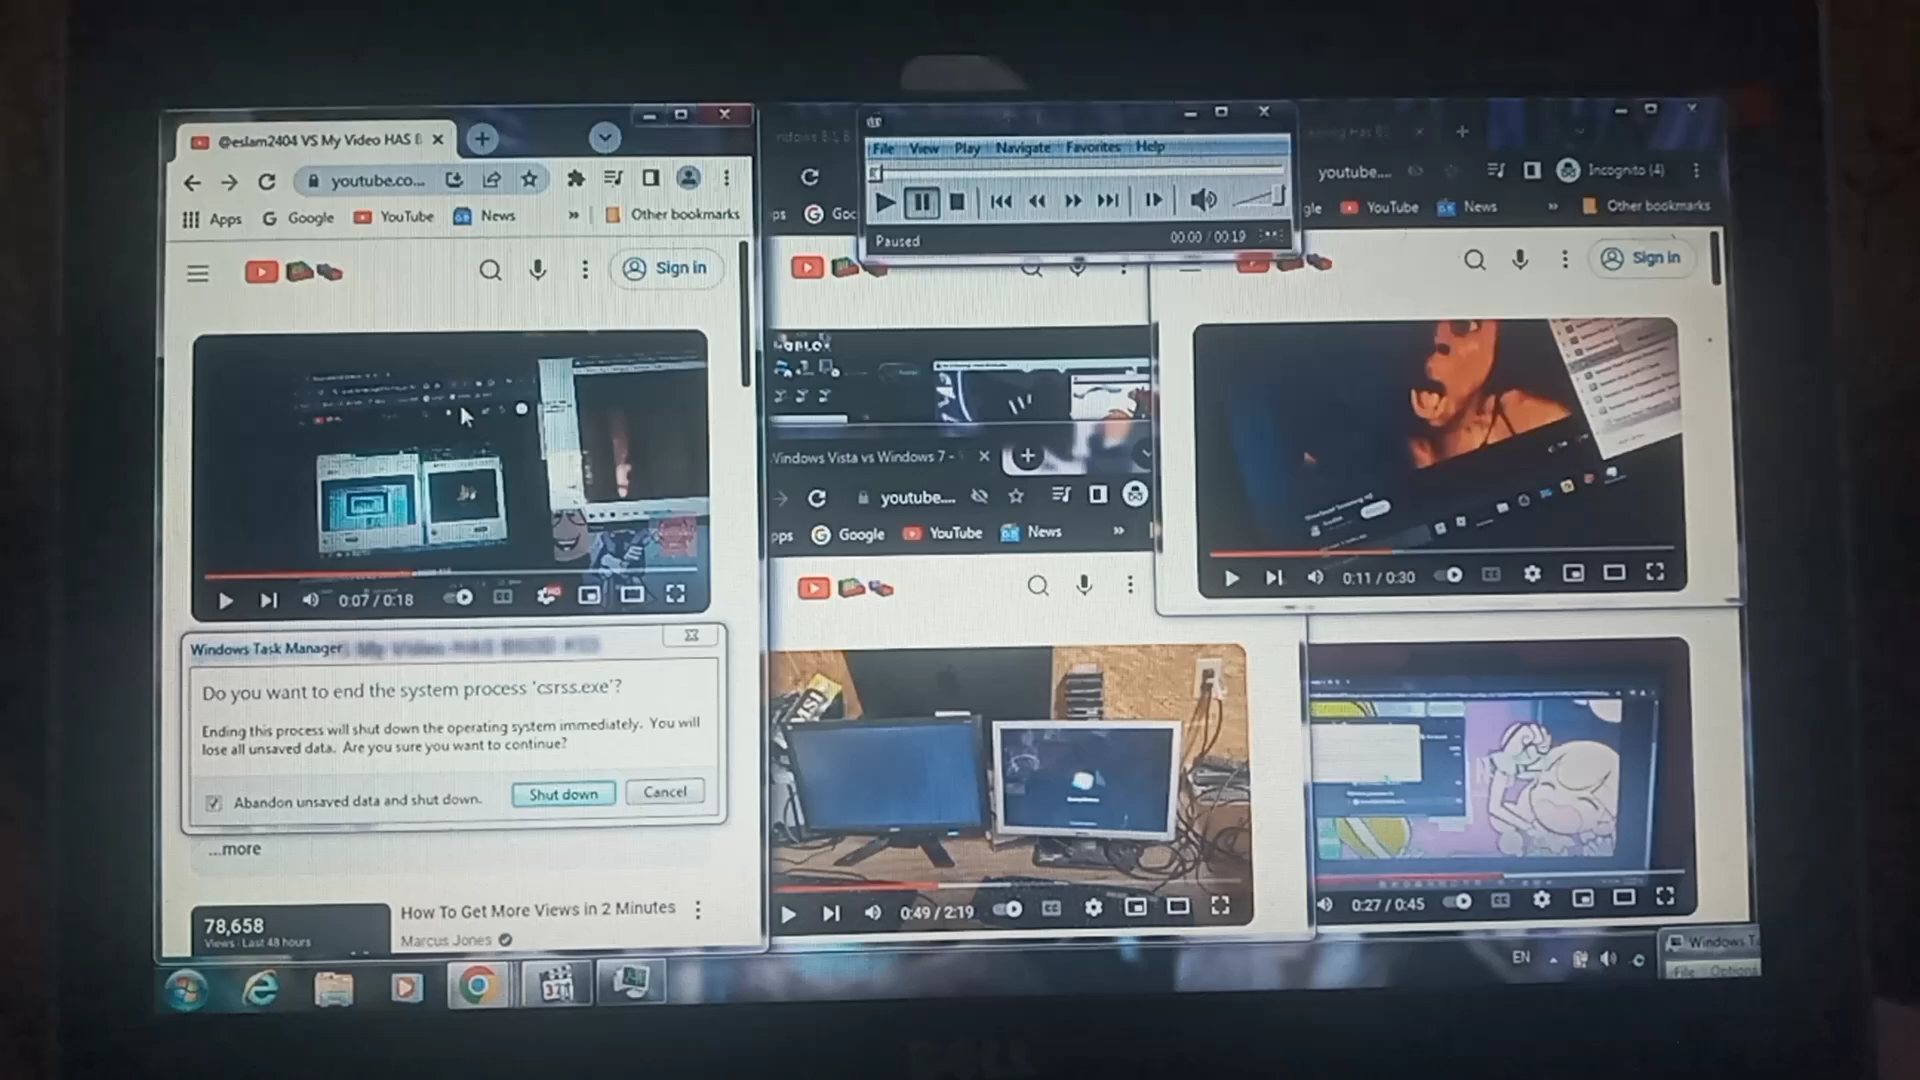 @eslam2404 VS My Video HAS B
youtube.co...
Apps
Google
YouTube
News
»
Other bookmarks
Sign in
0:07 / 0:18
Windows Task Manager
Do you want to end the system process 'csrss.exe'?
Ending this process will shut down the operating system immediately. You will
lose all unsaved data. Are you sure you want to continue?
Abandon unsaved data and shut down.
Shut down
Cancel
...more
78,658
Views · Last 48 hours
How To Get More Views in 2 Minutes
Marcus Jones
File View Play Navigate Favorites Help
Paused
00:00 / 00:19
youtube....
Incognito (4)
YouTube
News
»
Other bookmarks
Sign in
0:11 / 0:30
Windows Vista vs Windows 7 -
youtube....
Google
YouTube
News
»
MSI
0:49 / 2:19
0:27 / 0:45
EN
Windows T
File Options